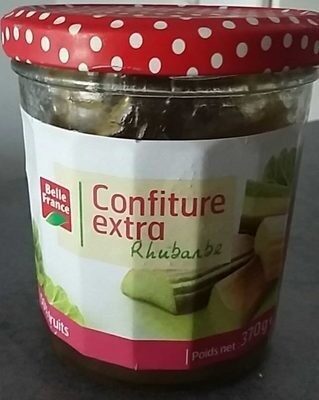 Belle
France
Confiture
extra
Rhubarbe
fruits
Poids net 370g